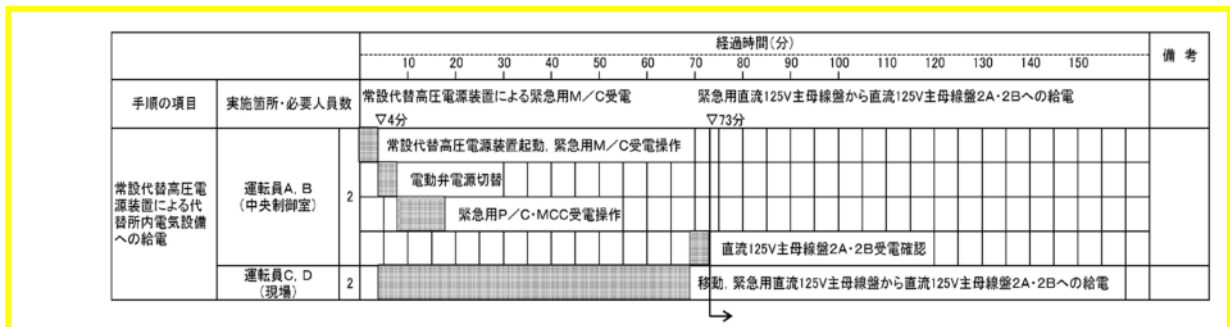 経過時間(分)
備 考
10 20 30 40 50 60 70 80 90 100 110 120 130 140 150
手順の項目
実施箇所・必要人員数
常設代替高圧電源装置による緊急用M/C受電
緊急用直流125V主母線盤から直流125V主母線盤2A・2Bへの給電
▽4分
▽73分
常設代替高圧電
源装置による代
替所内電気設備
への給電
運転員A,B
(中央制御室)
2
常設代替高圧電源装置起動,緊急用M/C受電操作
電動弁電源切替
緊急用P/C・MCC受電操作
直流125V主母線盤2A・2B受電確認
運転員C,D
(現場)
2
移動,緊急用直流125V主母線盤から直流125V主母線盤2A・2Bへの給電